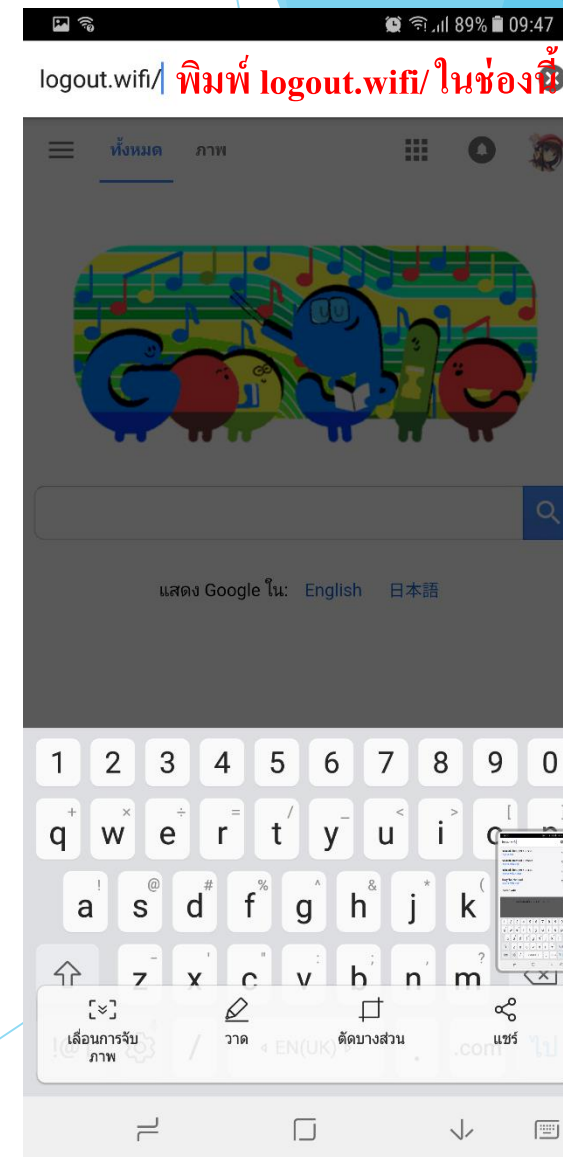 89% 09:47
logout.wifi/ พิมพ์ logout.wifi/ ในช่องนี้
ทั้งหมด ภาพ
แสดง Google ใน: English 日本語
1 2 3 4 5 6 7 8 9 0
+ × ÷ = / _ < > [
q w e r t y u i
! @ # % ^ & * (
a s d f g h j k
- ' " : ; , ?
z x c v b n m
เลื่อนการจับ วาด ตัดบางส่วน แชร์
ภาพ
!@ / EN(UK) . .com ไป